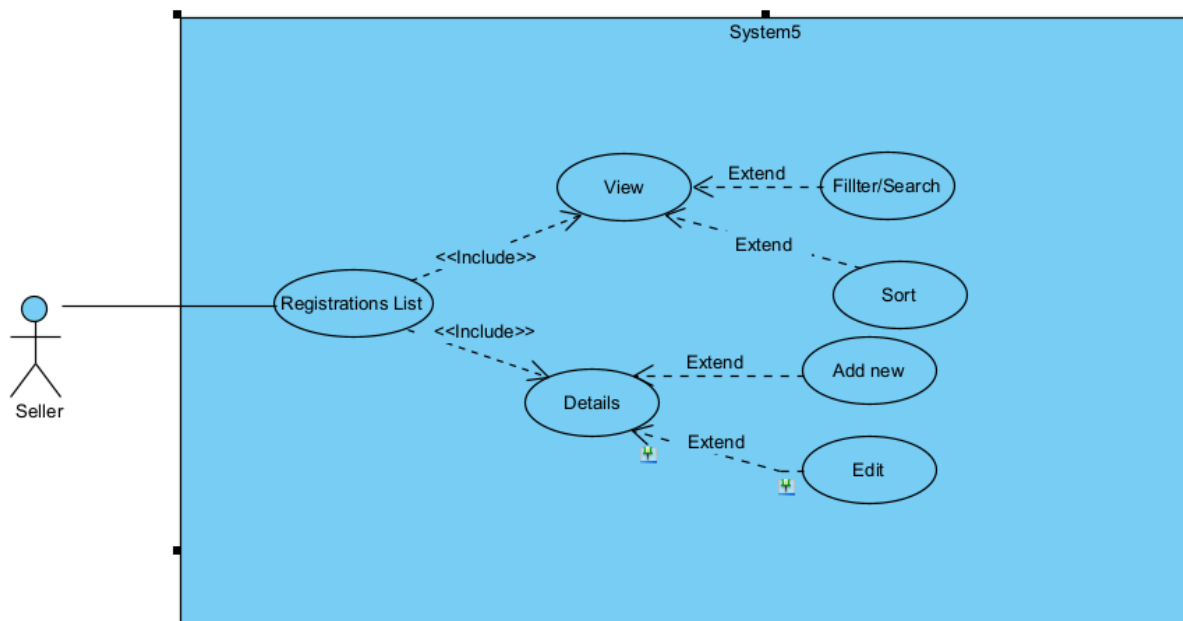 System5
View
Extend
Fillter/Search
Extend
<<Include>>
Sort
Registrations List
<<Include>>
Extend
Add new
Details
Seller
Extend
Edit